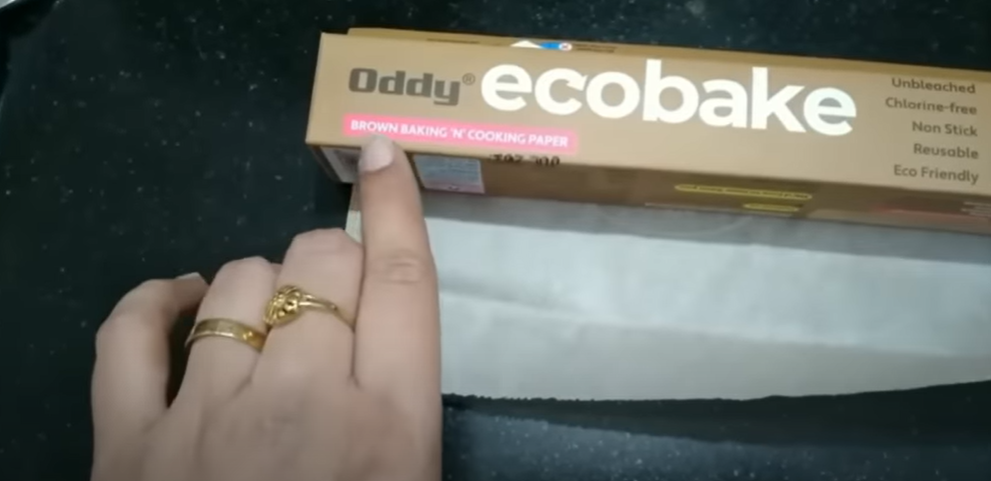 Oddy® ecobake
BROWN BAKING 'N' COOKING PAPER
Unbleached
Chlorine-free
Non Stick
Reusable
Eco Friendly